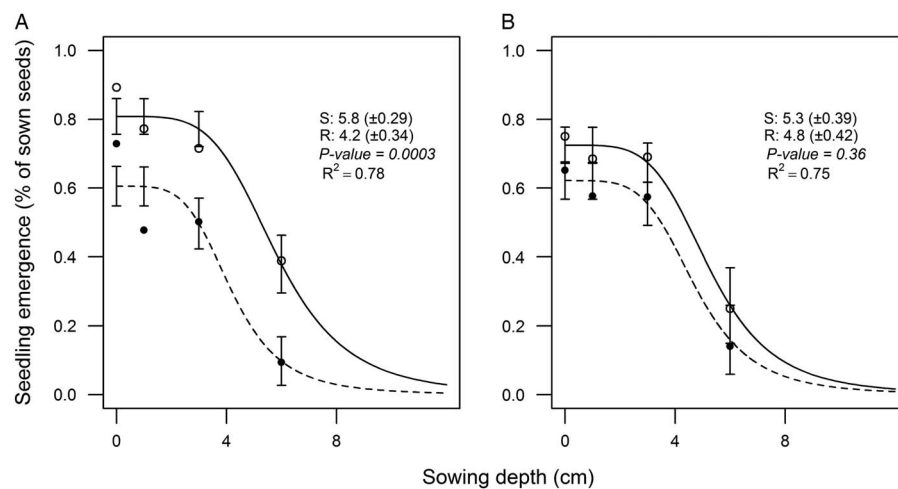 A
Seedling emergence (% of sown seeds)
1.0
0.8
0.6
0.4
0.2
0.0
S: 5.8 (±0.29)
R: 4.2 (±0.34)
P-value = 0.0003
R² = 0.78
0
4
8
B
1.0
0.8
0.6
0.4
0.2
0.0
S: 5.3 (±0.39)
R: 4.8 (±0.42)
P-value = 0.36
R² = 0.75
0
4
8
Sowing depth (cm)